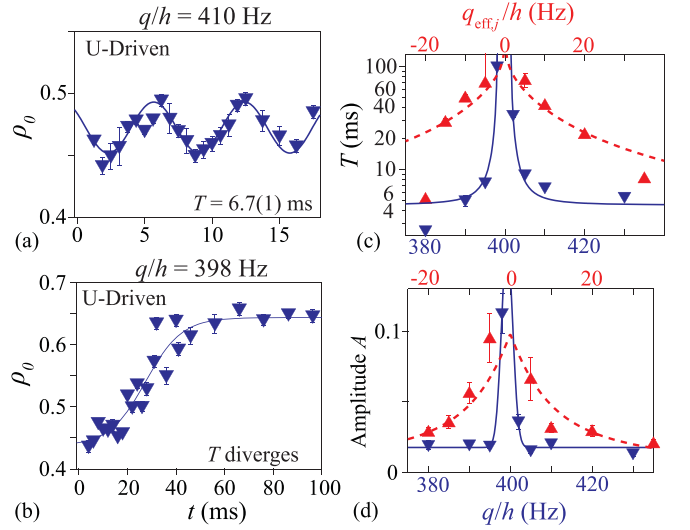 q/h = 410 Hz
U-Driven
0.5
0.4
ρ0
0
5
10
15
T = 6.7(1) ms
(a)
q/h = 398 Hz
U-Driven
0.7
0.6
0.5
0.4
ρ0
T diverges
0 20 40 60 80 100
(b)
t (ms)
qeff,j/h (Hz)
-20 0 20
100
60
40
20
10
6
4
T (ms)
(c)
380 400 420
-20 0 20
0.1
0
Amplitude A
380 400 420
(d)
q/h (Hz)